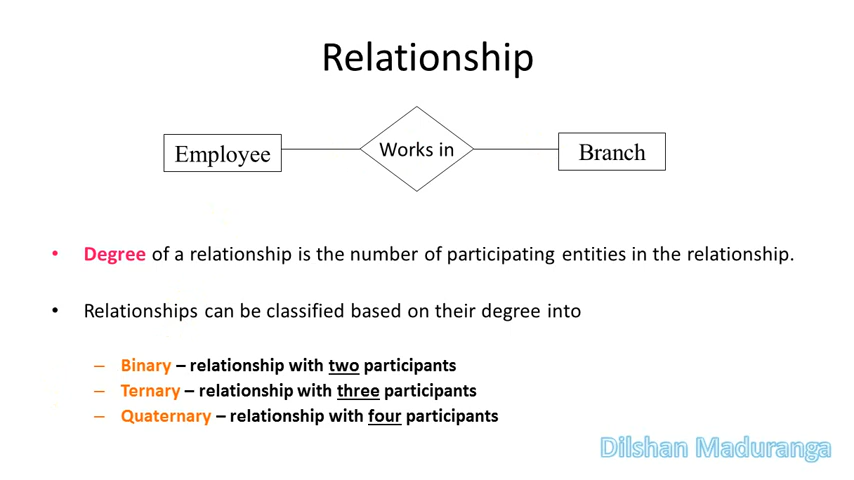 Relationship
Employee
Works in
Branch
• Degree of a relationship is the number of participating entities in the relationship.
• Relationships can be classified based on their degree into
– Binary – relationship with two participants
– Ternary – relationship with three participants
– Quaternary – relationship with four participants
Dilshan Maduranga